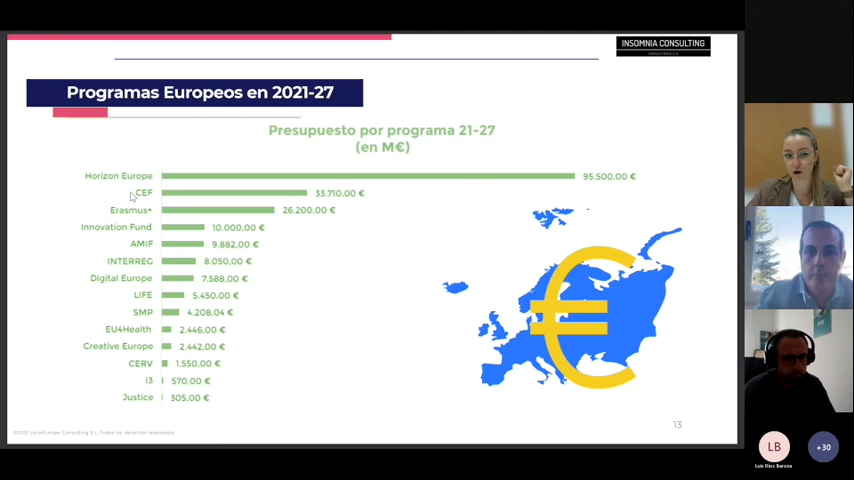 INSOMNIA CONSULTING
Programas Europeos en 2021-27
Presupuesto por programa 21-27
(en M€)
Horizon Europe 95.500,00 €
CEF 33.710,00 €
Erasmus+ 26.200,00 €
Innovation Fund 10.000,00 €
AMIF 9.882,00 €
INTERREG 8.050,00 €
Digital Europe 7.588,00 €
LIFE 5.450,00 €
SMP 4.208,04 €
EU4Health 2.446,00 €
Creative Europe 2.442,00 €
CERV 1.550,00 €
I3 570,00 €
Justice 305,00 €
€
13
LB
+30